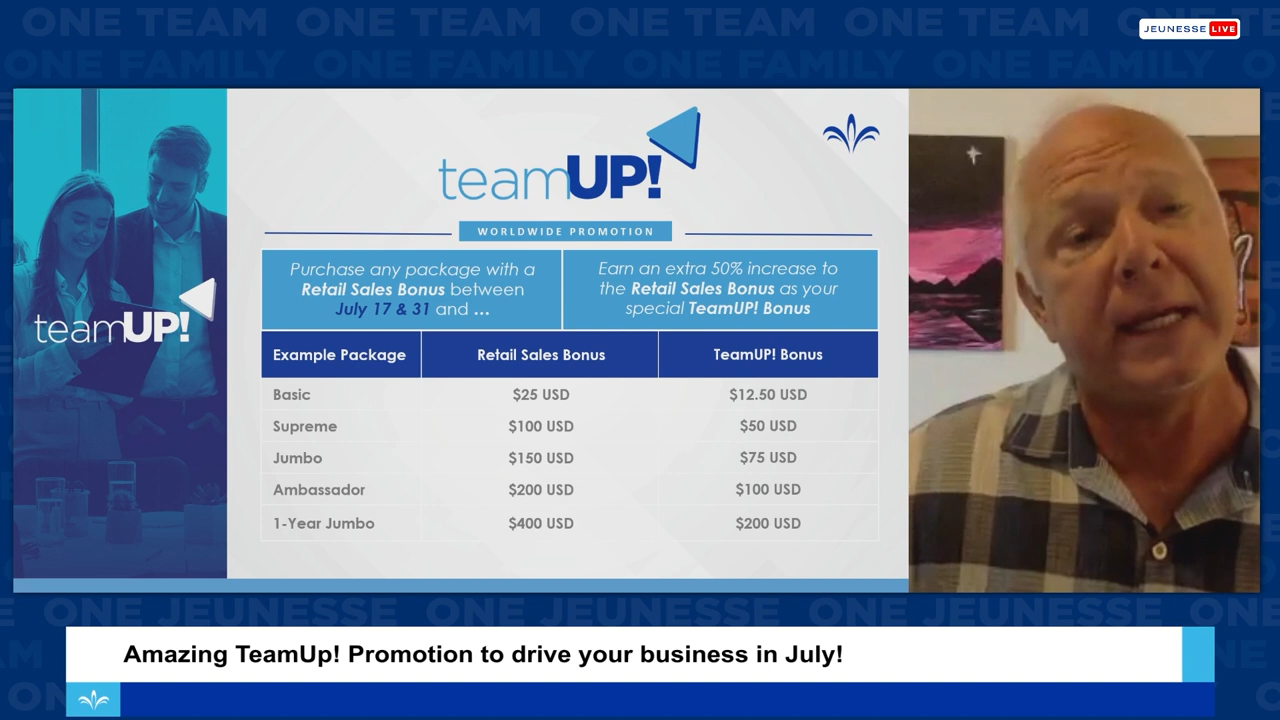 ONE TEAM ONE TEAM ONE TEAM ONE TE
JEUNESSE LIVE
ONE FAMILY ONE FAMILY ONE FAMILY ONE FAMILY
teamUP!
WORLDWIDE PROMOTION
Purchase any package with a
Retail Sales Bonus between
July 17 & 31 and ...
Earn an extra 50% increase to
the Retail Sales Bonus as your
special TeamUP! Bonus
teamUP!
Example Package Retail Sales Bonus TeamUP! Bonus
Basic $25 USD $12.50 USD
Supreme $100 USD $50 USD
Jumbo $150 USD $75 USD
Ambassador $200 USD $100 USD
1-Year Jumbo $400 USD $200 USD
ONE JEUNESSE ONE JEUNESSE ONE JEUNESSE
Amazing TeamUp! Promotion to drive your business in July!